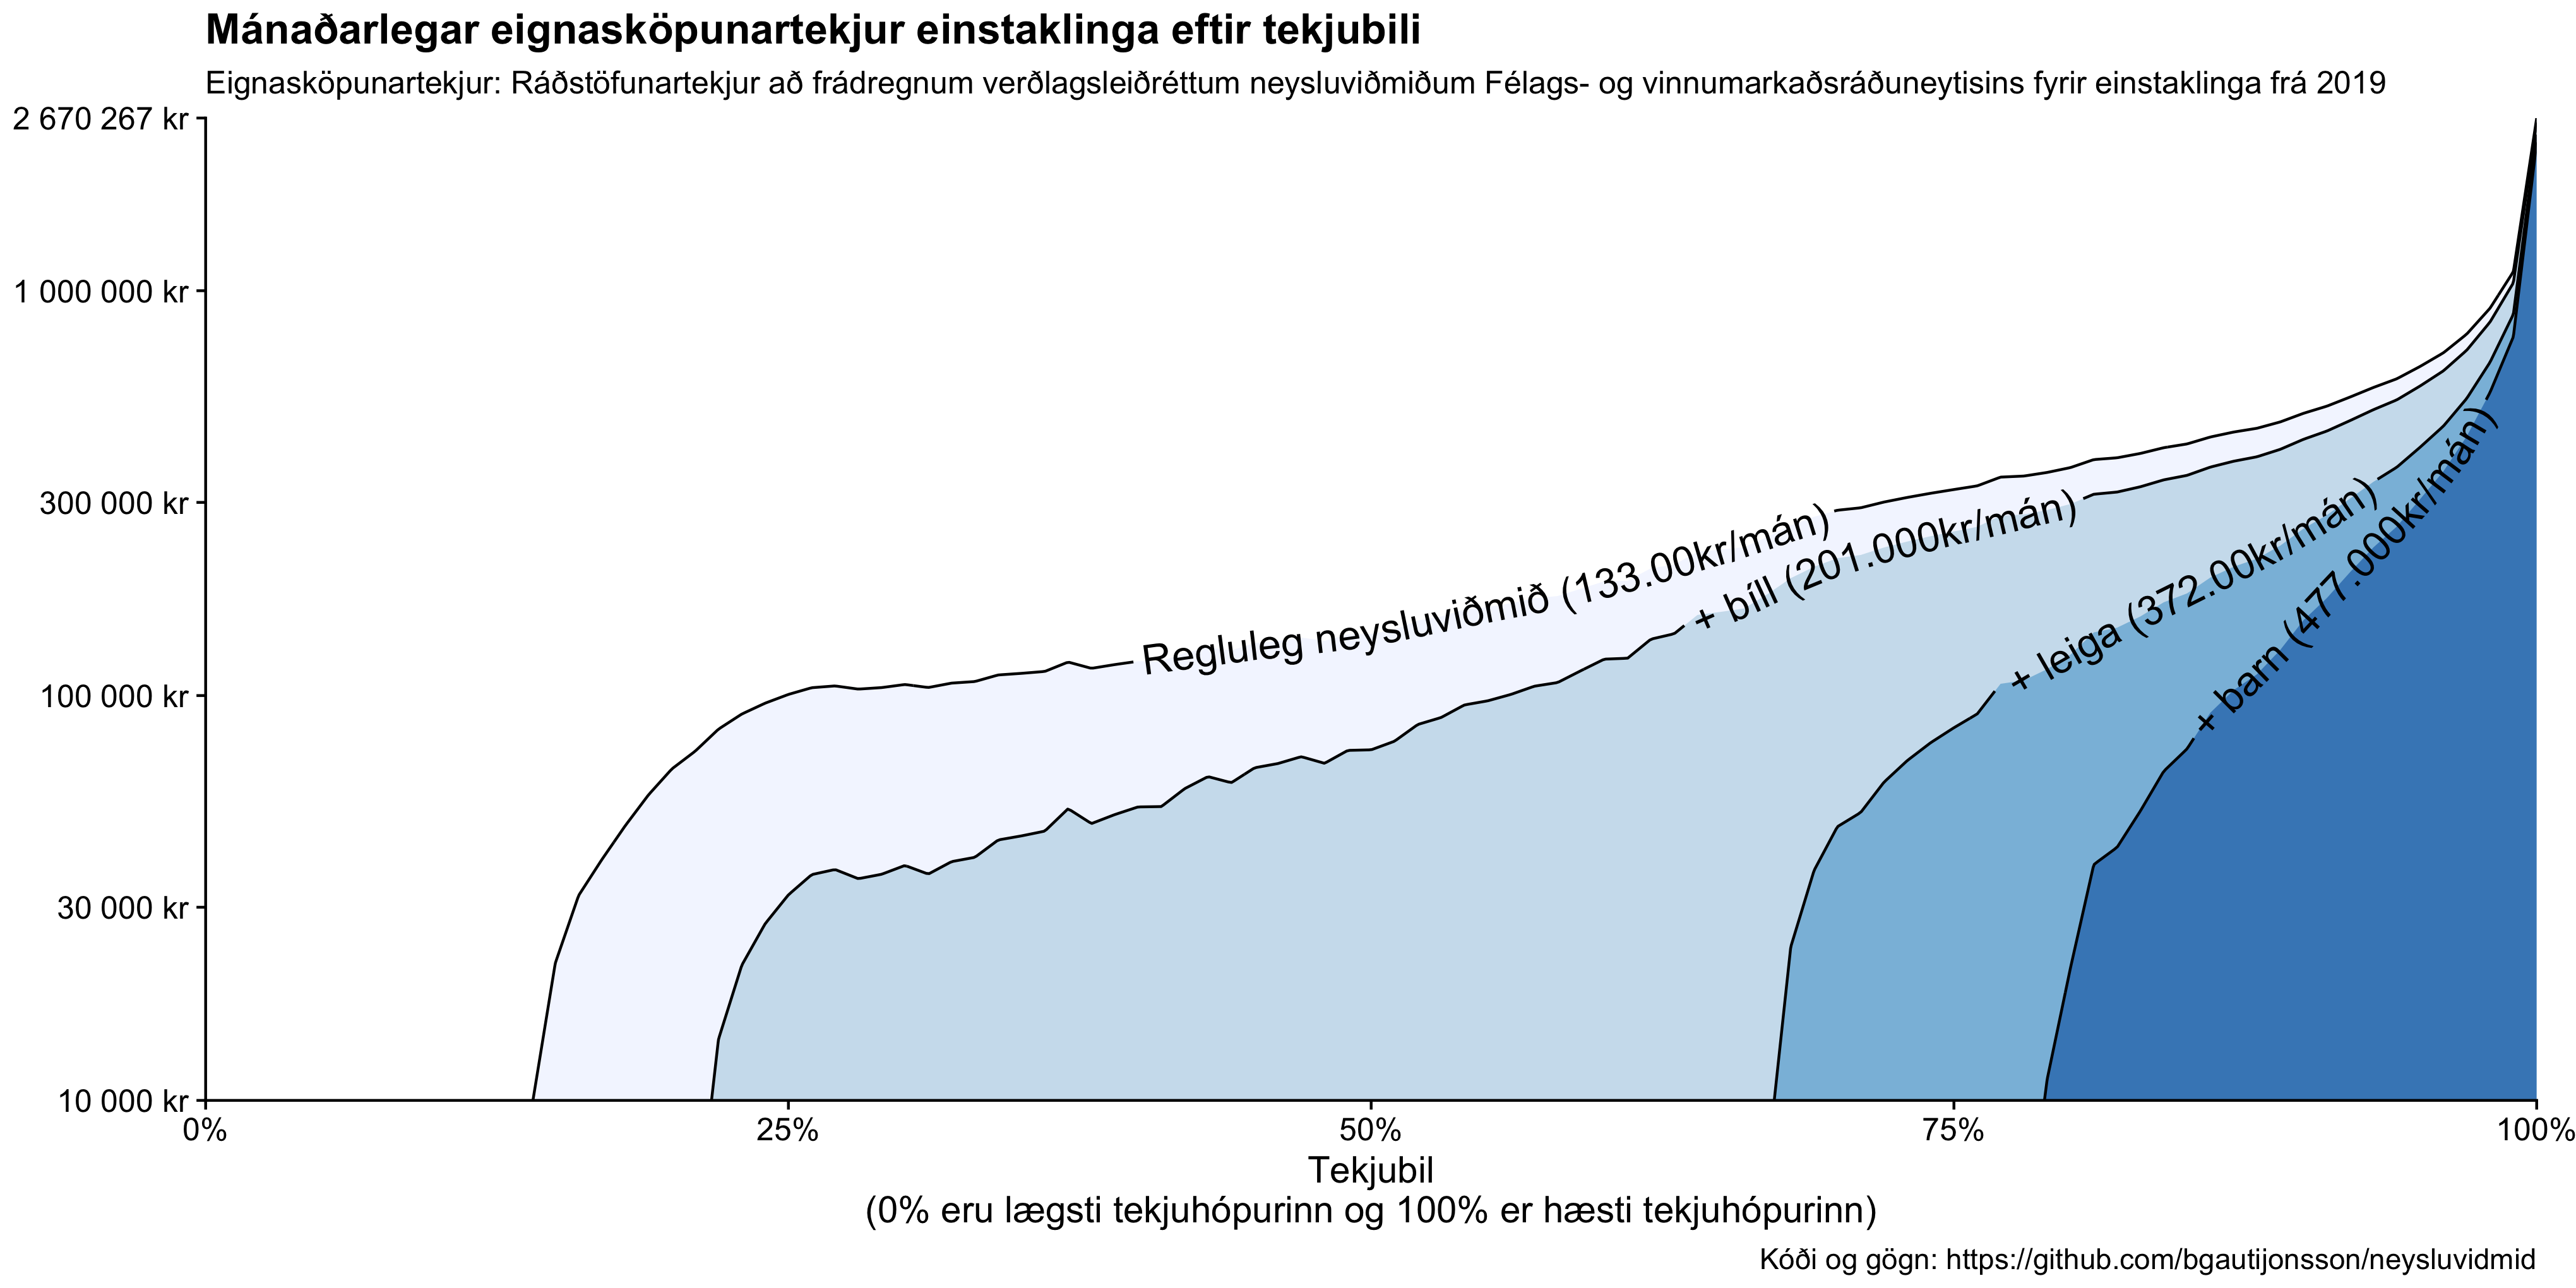 Mánaðarlegar eignasköpunartekjur einstaklinga eftir tekjubili
Eignasköpunartekjur: Ráðstöfunartekjur að frádregnum verðlagsleiðréttum neysluviðmiðum Félags- og vinnumarkaðsráðuneytisins fyrir einstaklinga frá 2019
2 670 267 kr
1 000 000 kr
300 000 kr
100 000 kr
30 000 kr
10 000 kr
Regluleg neysluviðmið (133.00kr/mán)
+ bíll (201.000kr/mán)
+ leiga (372.00kr/mán)
+ barn (477.000kr/mán)
0%
25%
50%
75%
100%
Tekjubil
(0% eru lægsti tekjuhópurinn og 100% er hæsti tekjuhópurinn)
Kóði og gögn: https://github.com/bgautijonsson/neysluvidmid